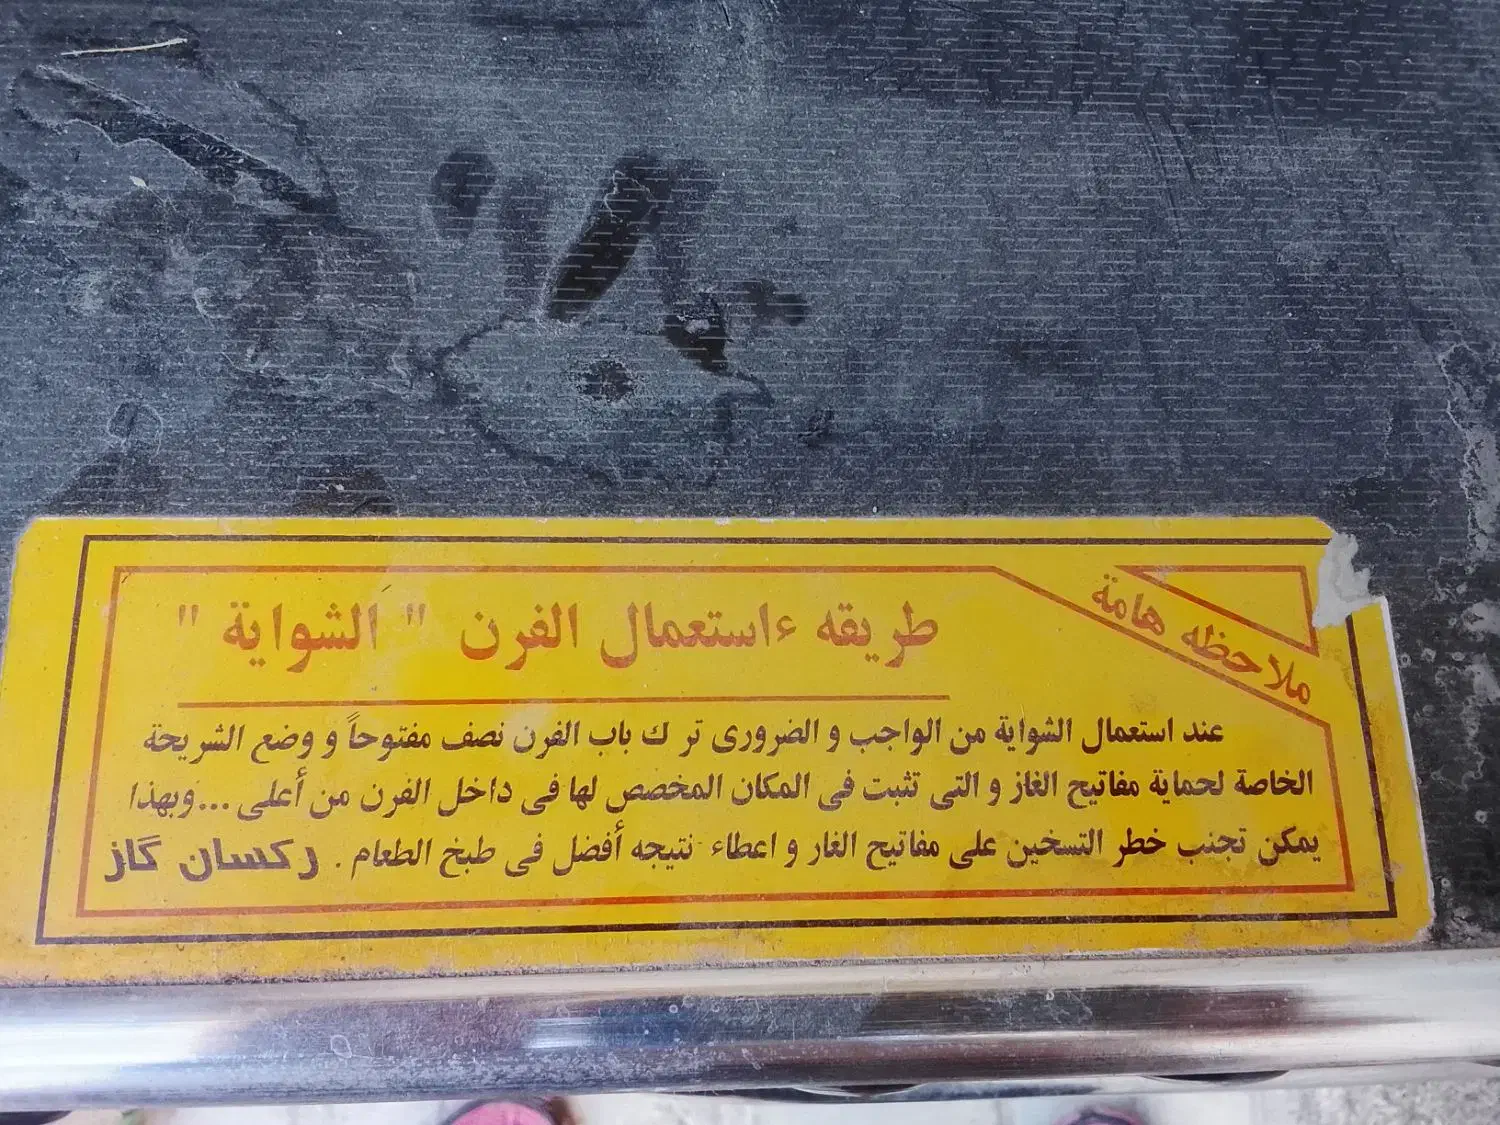 ملاحظه هامة
طريقه ءاستعمال الفرن " الشواية "
عند استعمال الشواية من الواجب و الضرورى تر ك باب الفرن نصف مفتوحاً و وضع الشريحة
الخاصة لحماية مفاتيح الغاز و التى تثبت فى المكان المخصص لها فى داخل الفرن من أعلى ... وبهذا
يمكن تجنب خطر التسخين على مفاتيح الغار و اعطاء نتيجه أفضل فى طبخ الطعام . ركسان گاز